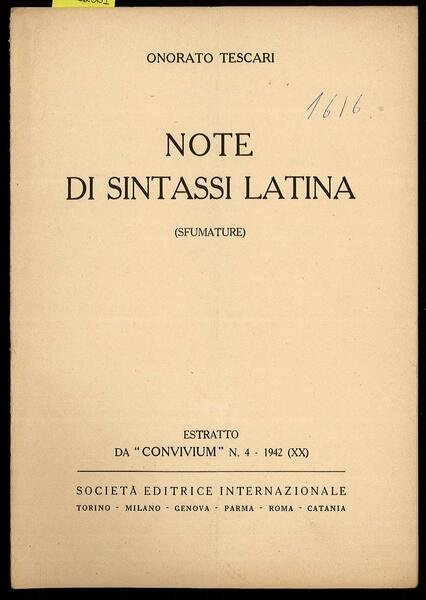 ONORATO TESCARI
1616
NOTE
DI SINTASSI LATINA
(SFUMATURE)
ESTRATTO
DA "CONVIVIUM" N. 4 - 1942 (XX)
SOCIETÀ EDITRICE INTERNAZIONALE
TORINO - MILANO - GENOVA - PARMA - ROMA - CATANIA